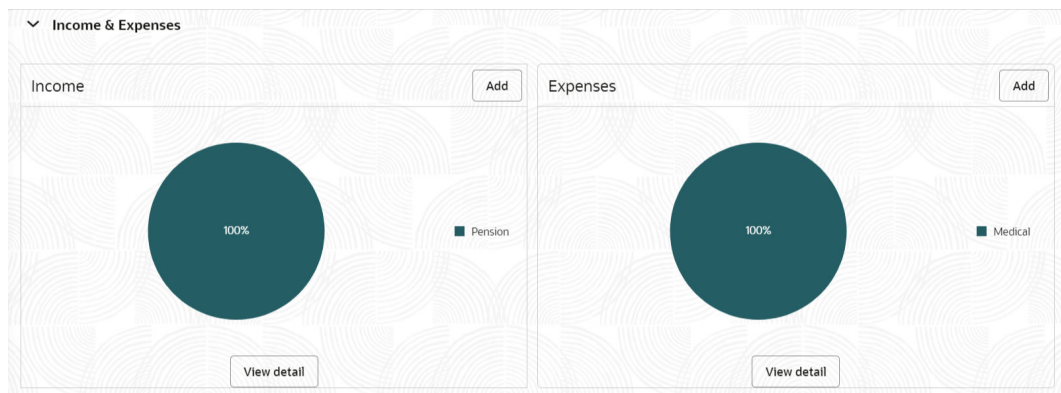 Income & Expenses
Income
Add
100%
Pension
View detail
Expenses
Add
100%
Medical
View detail